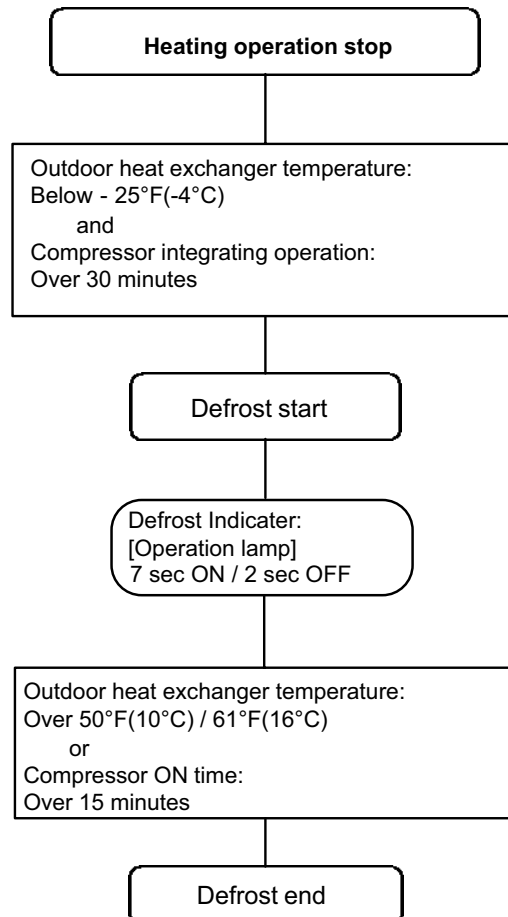 Heating operation stop
Outdoor heat exchanger temperature:
Below - 25°F(-4°C)
and
Compressor integrating operation:
Over 30 minutes
Defrost start
Defrost Indicater:
[Operation lamp]
7 sec ON / 2 sec OFF
Outdoor heat exchanger temperature:
Over 50°F(10°C) / 61°F(16°C)
or
Compressor ON time:
Over 15 minutes
Defrost end